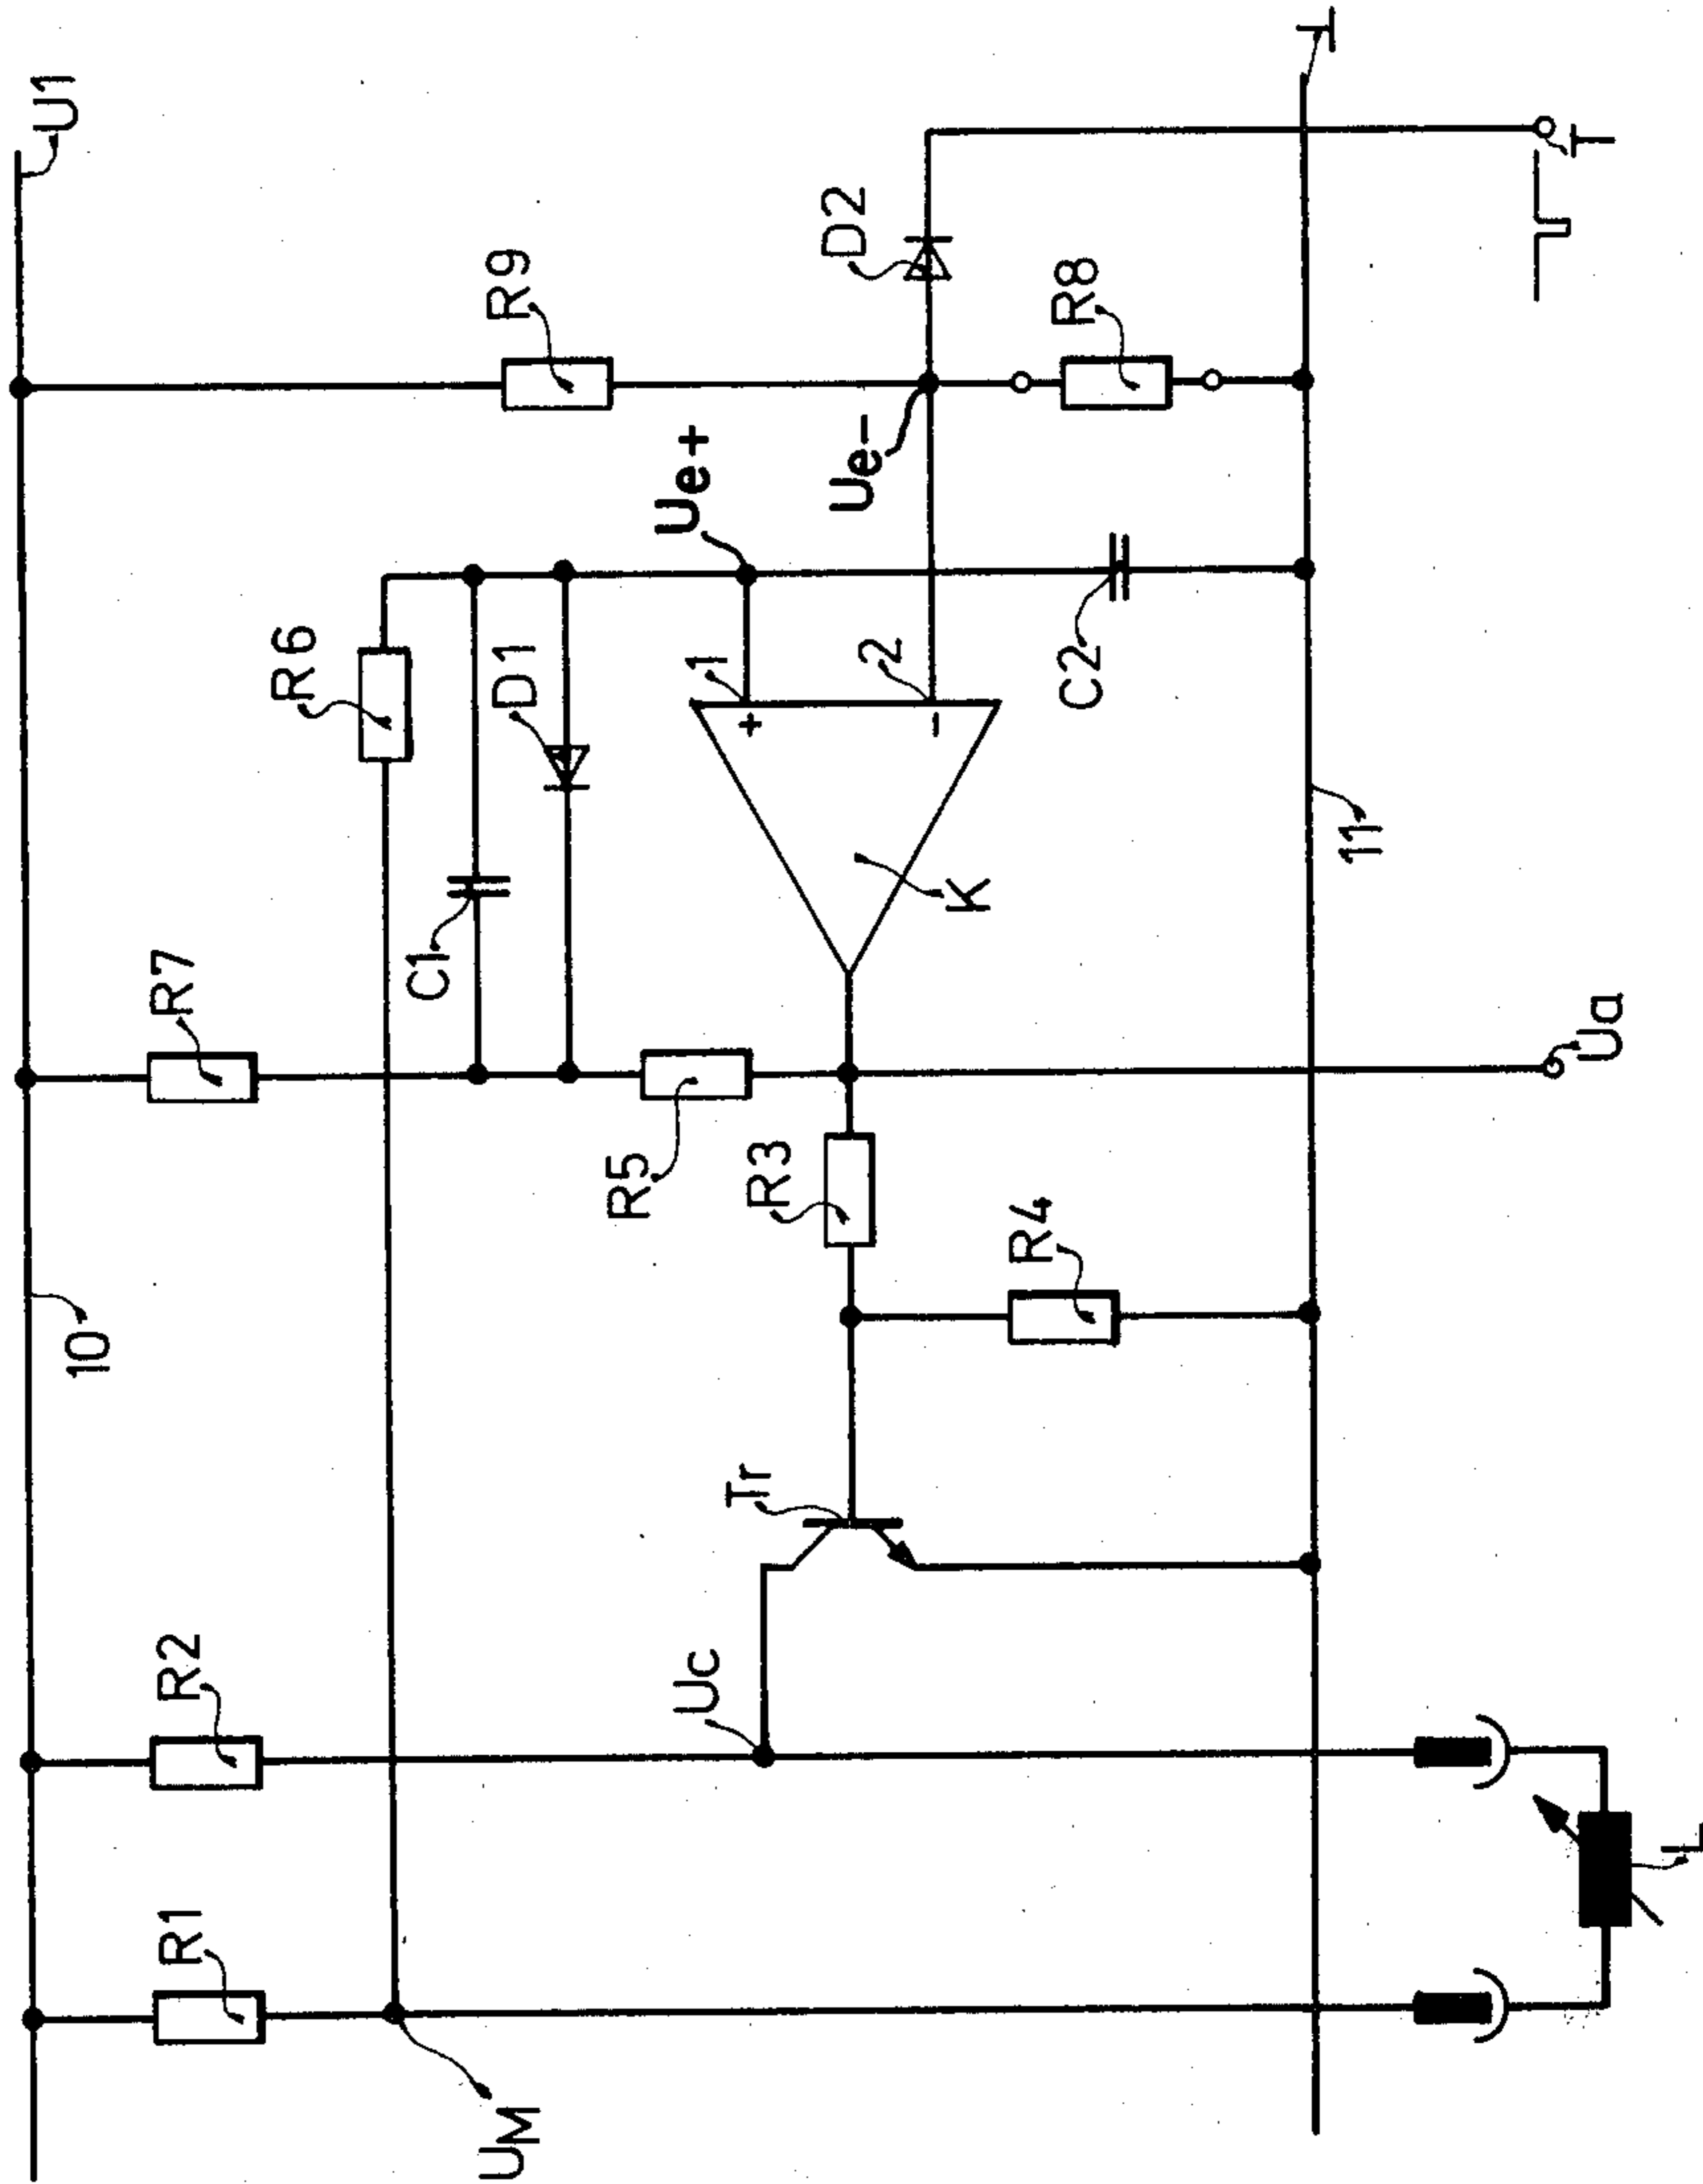 U1
R9
D2
R8
T
Ue+
Ue-
R6
D1
1
+
2
-
C2
K
11
C1
R7
R5
R3
Ua
R4
10
Tr
R2
Uc
R1
UM
L